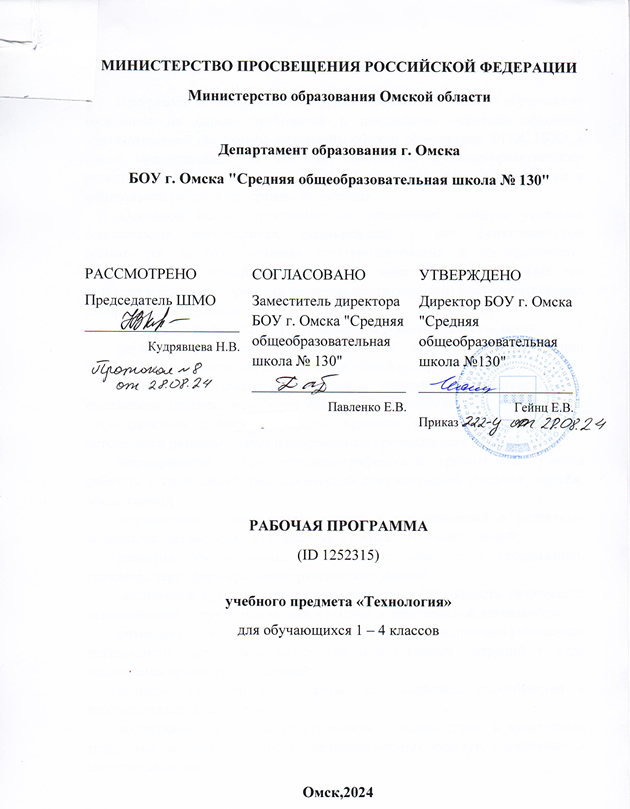 МИНИСТЕРСТВО ПРОСВЕЩЕНИЯ РОССИЙСКОЙ ФЕДЕРАЦИИ
Министерство образования Омской области
Департамент образования г. Омска
БОУ г. Омска "Средняя общеобразовательная школа № 130"
РАССМОТРЕНО
Председатель ШМО
Кудрявцева Н.В.
Протокол №8
от 28.08.24
СОГЛАСОВАНО
Заместитель директора
БОУ г. Омска "Средняя
общеобразовательная
школа № 130"
Павленко Е.В.
УТВЕРЖДЕНО
Директор БОУ г. Омска
"Средняя
общеобразовательная
школа №130"
Гейнц Е.В.
Приказ 222-у от 28.08.24
РАБОЧАЯ ПРОГРАММА
(ID 1252315)
учебного предмета «Технология»
для обучающихся 1 – 4 классов
Омск,2024